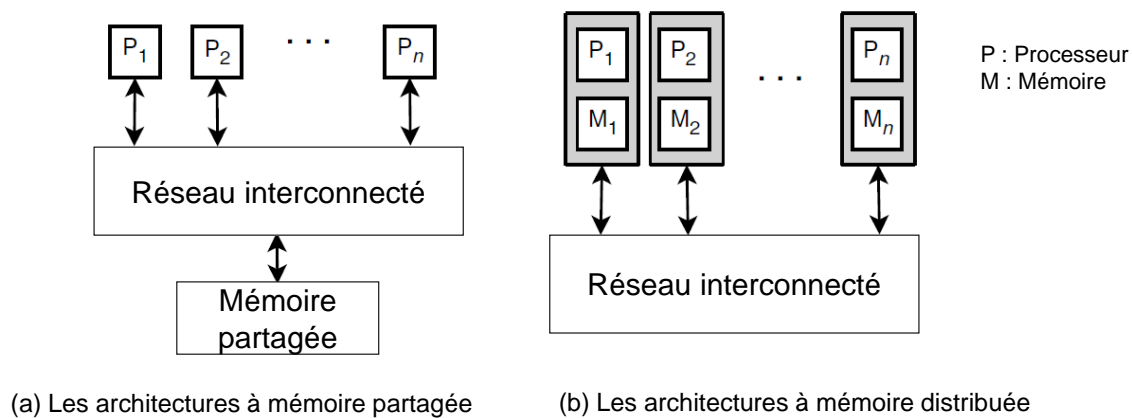 P1 P2 . . . Pn
Réseau interconnecté
Mémoire
partagée
(a) Les architectures à mémoire partagée
P1 P2 . . . Pn
M1 M2 Mn
Réseau interconnecté
(b) Les architectures à mémoire distribuée
P : Processeur
M : Mémoire